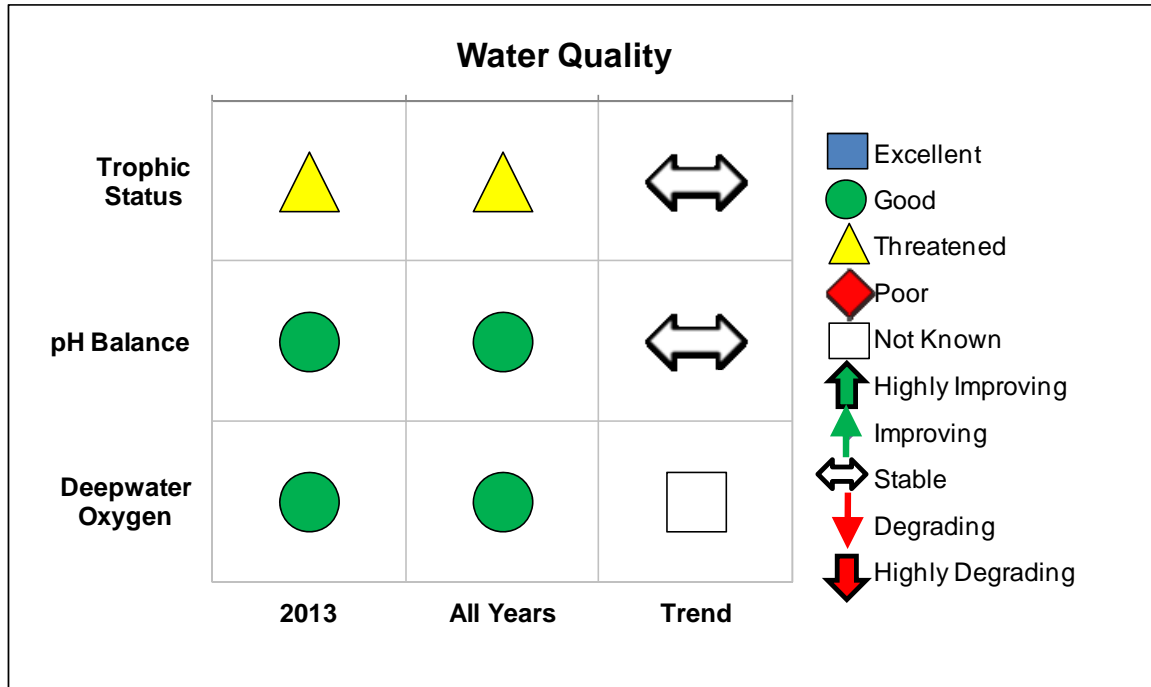 Water Quality
Trophic
Status
pH Balance
Deepwater
Oxygen
2013 All Years Trend
Excellent
Good
Threatened
Poor
Not Known
Highly Improving
Improving
Stable
Degrading
Highly Degrading